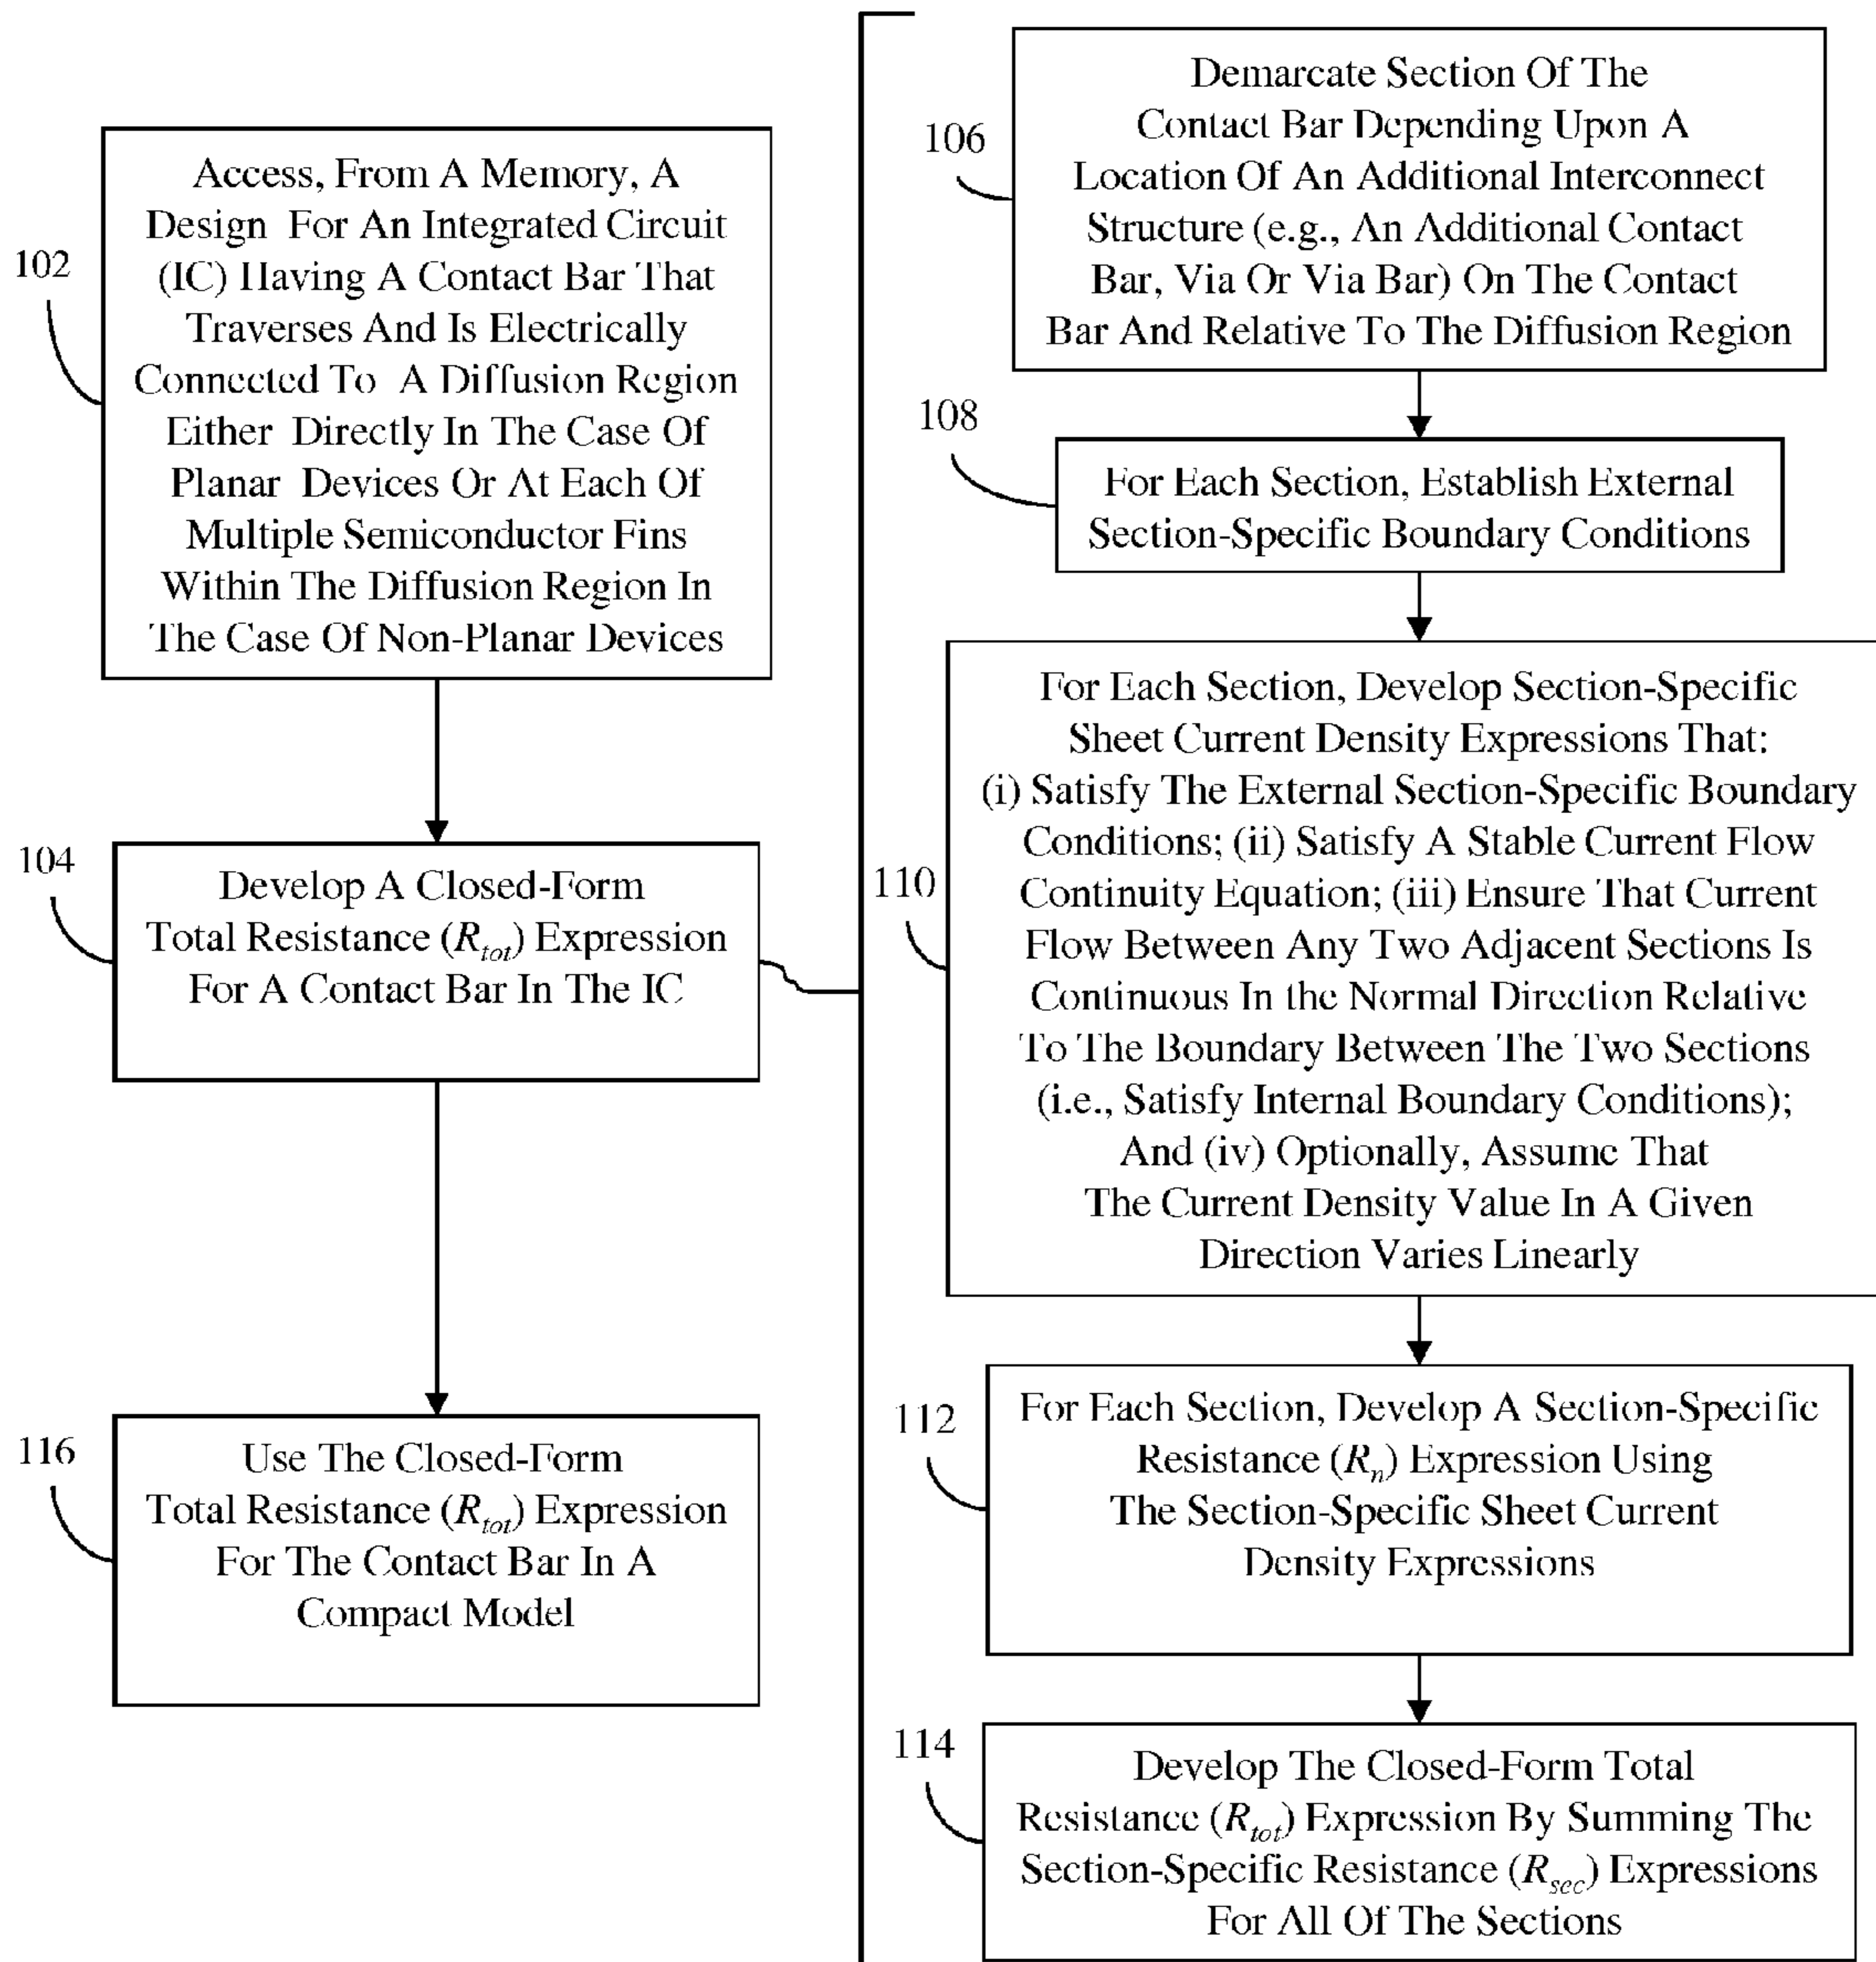 102
Access, From A Memory, A
Design For An Integrated Circuit
(IC) Having A Contact Bar That
Traverses And Is Electrically
Connected To A Diffusion Region
Either Directly In The Case Of
Planar Devices Or At Each Of
Multiple Semiconductor Fins
Within The Diffusion Region In
The Case Of Non-Planar Devices
104
Develop A Closed-Form
Total Resistance (Rtot) Expression
For A Contact Bar In The IC
116
Use The Closed-Form
Total Resistance (Rtot) Expression
For The Contact Bar In A
Compact Model
106
Demarcate Section Of The
Contact Bar Depending Upon A
Location Of An Additional Interconnect
Structure (e.g., An Additional Contact
Bar, Via Or Via Bar) On The Contact
Bar And Relative To The Diffusion Region
108
For Each Section, Establish External
Section-Specific Boundary Conditions
110
For Each Section, Develop Section-Specific
Sheet Current Density Expressions That:
(i) Satisfy The External Section-Specific Boundary
Conditions; (ii) Satisfy A Stable Current Flow
Continuity Equation; (iii) Ensure That Current
Flow Between Any Two Adjacent Sections Is
Continuous In the Normal Direction Relative
To The Boundary Between The Two Sections
(i.e., Satisfy Internal Boundary Conditions);
And (iv) Optionally, Assume That
The Current Density Value In A Given
Direction Varies Linearly
112
For Each Section, Develop A Section-Specific
Resistance (Rn) Expression Using
The Section-Specific Sheet Current
Density Expressions
114
Develop The Closed-Form Total
Resistance (Rtot) Expression By Summing The
Section-Specific Resistance (Rsec) Expressions
For All Of The Sections